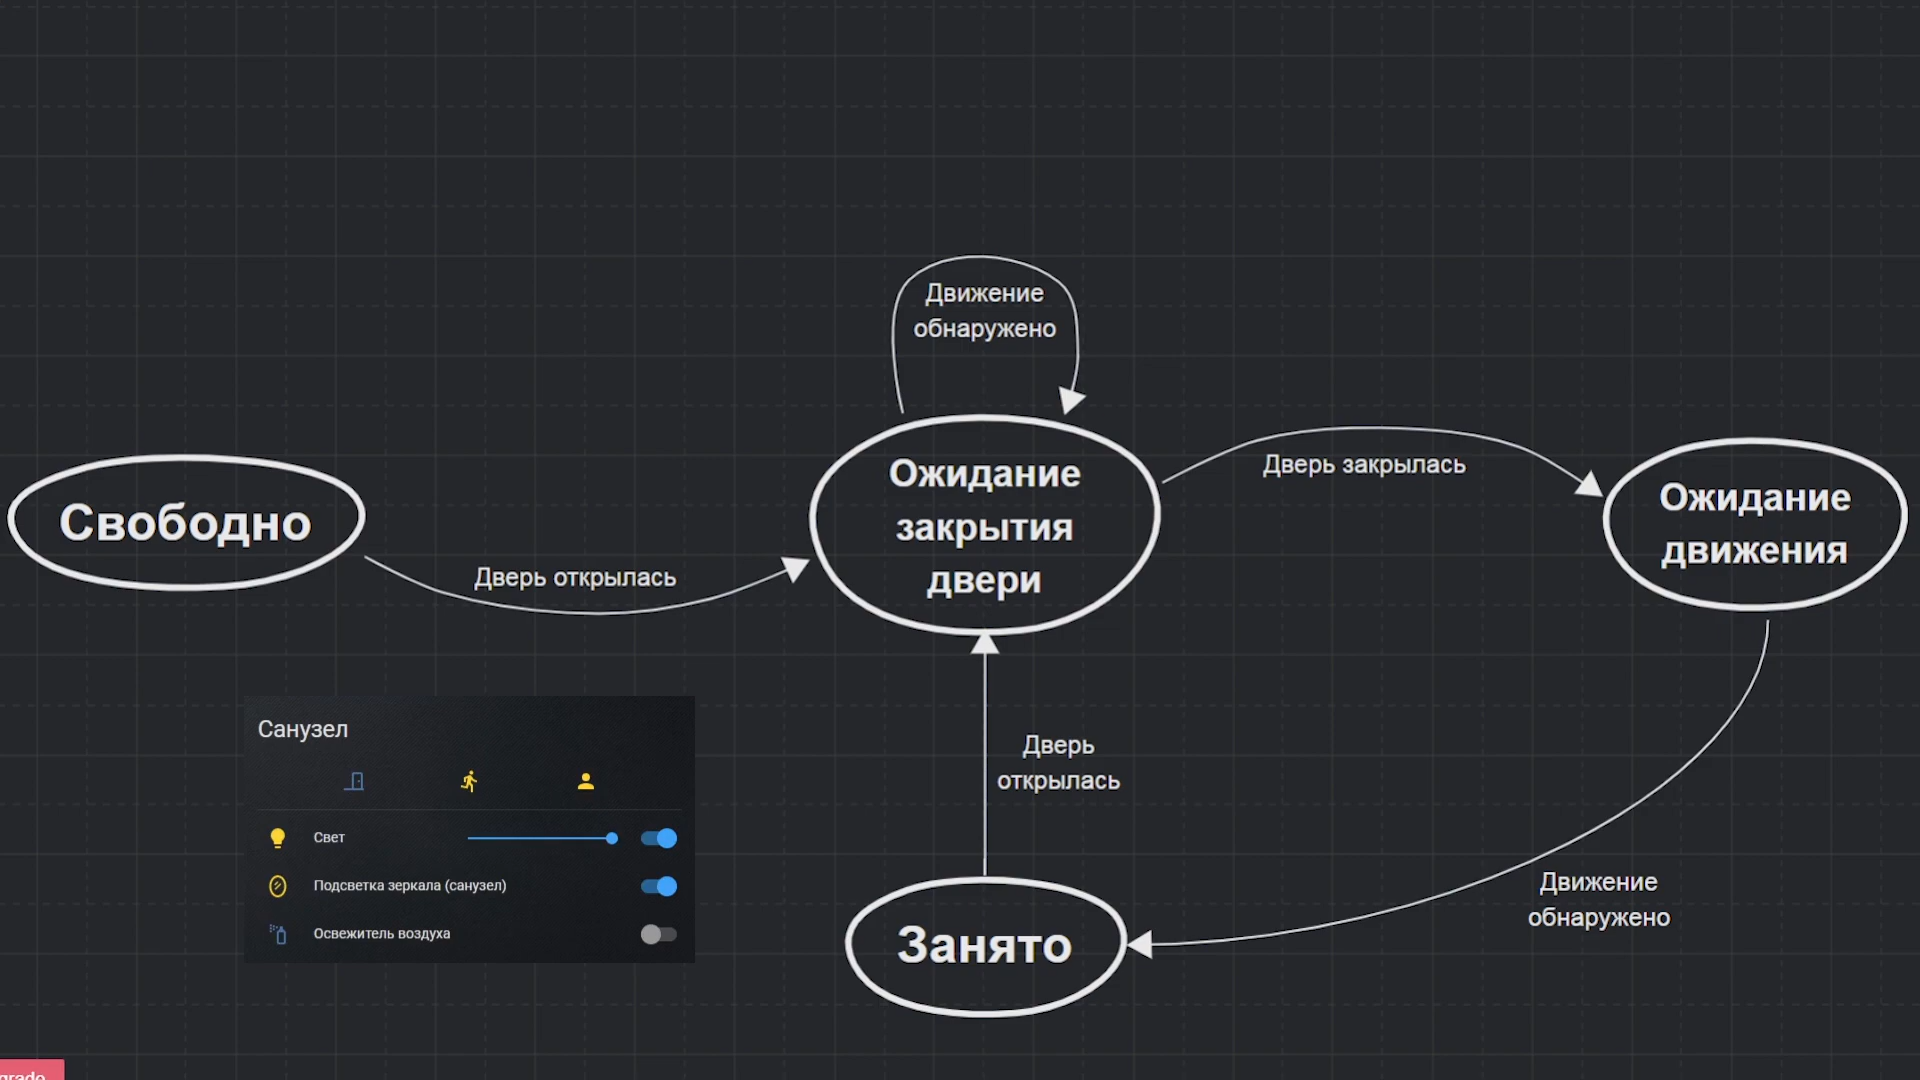 Движение
обнаружено
Ожидание
закрытия
двери
Дверь закрылась
Ожидание
движения
Свободно
Дверь открылась
Санузел
Свет
Подсветка зеркала (санузел)
Освежитель воздуха
Дверь
открылась
Движение
обнаружено
Занято